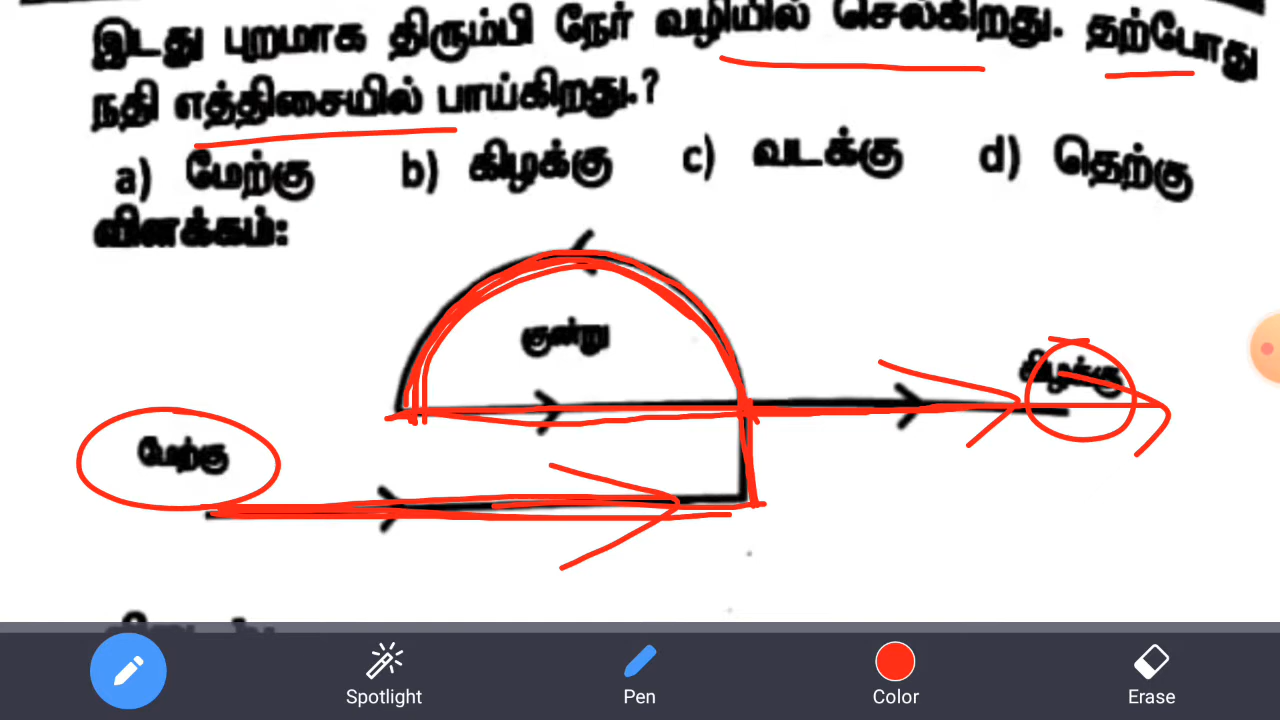 இடது புறமாக திரும்பி நேர் வழியில் செல்கிறது. தற்போது
நதி எத்திசையில் பாய்கிறது.?
a) மேற்கு b) கிழக்கு c) வடக்கு d) தெற்கு
விளக்கம்:
குன்று
கிழக்கு
மேற்கு
Spotlight Pen Color Erase